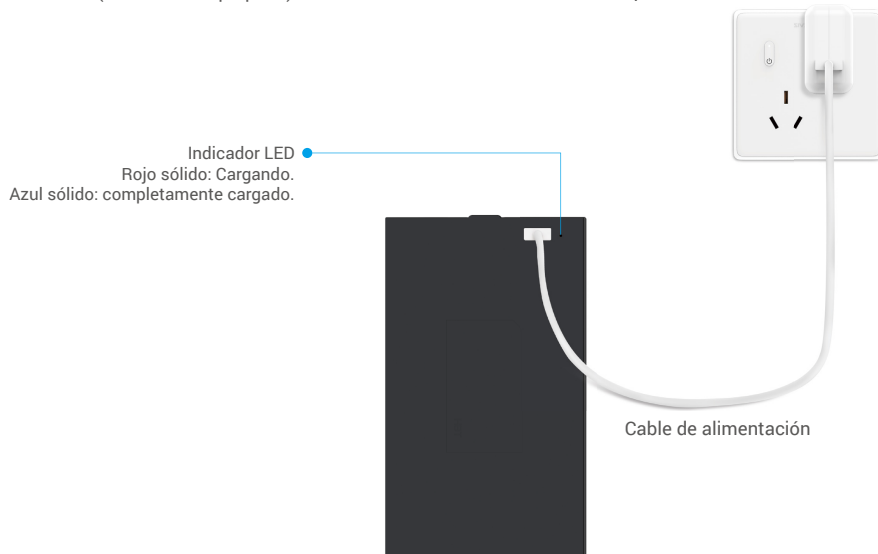 Indicador LED
Rojo sólido: Cargando.
Azul sólido: completamente cargado.
Cable de alimentación